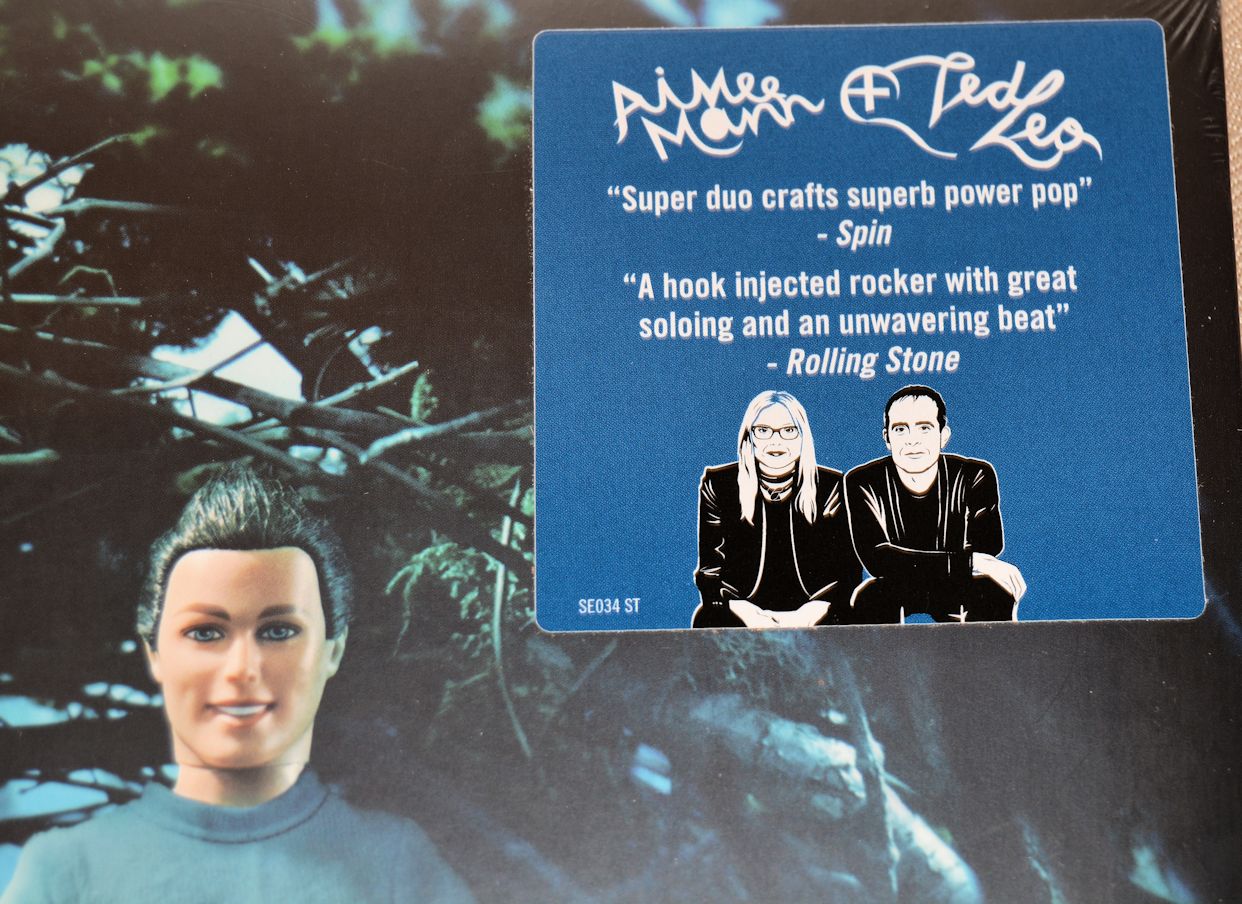 Aimee Mann + Ted Leo
“Super duo crafts superb power pop”
- Spin
“A hook injected rocker with great
soloing and an unwavering beat”
- Rolling Stone
SE034 ST